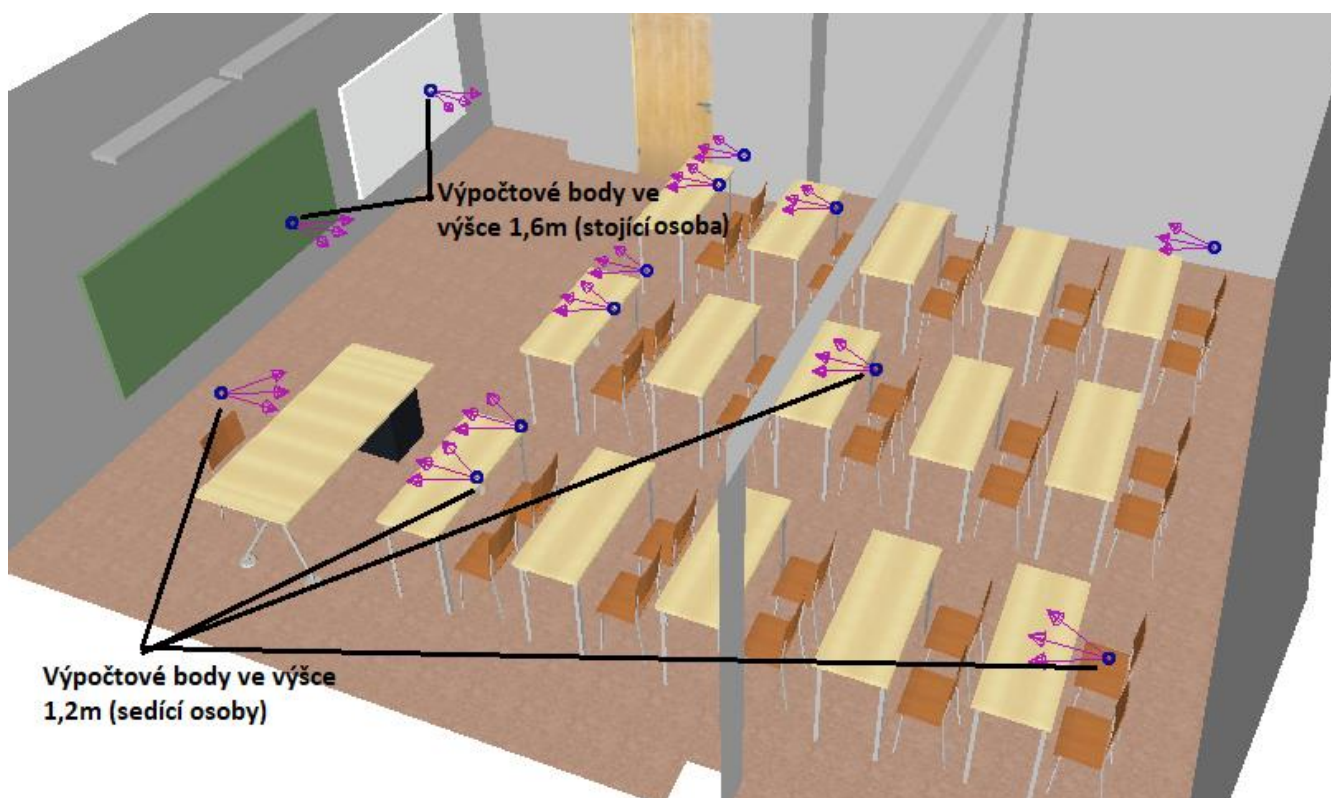 Výpočtové body ve
výšce 1,6m (stojící osoba)
Výpočtové body ve výšce
1,2m (sedící osoby)